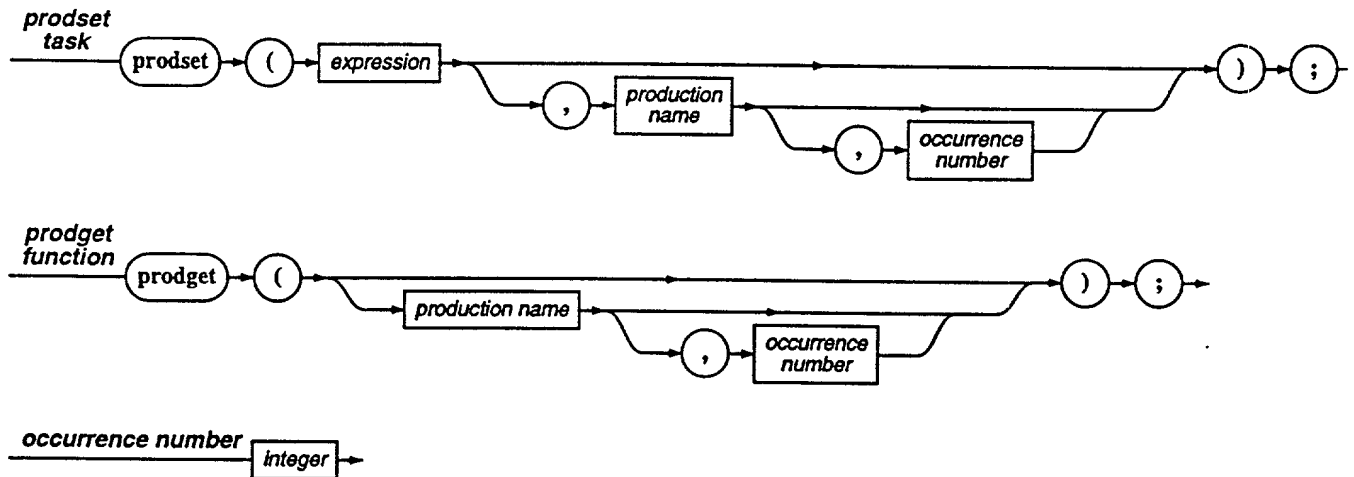 prodset
task
prodset ( expression ) ;
, production
name
, occurrence
number
prodget
function
prodget ( ) ;
production name
, occurrence
number
occurrence number
integer